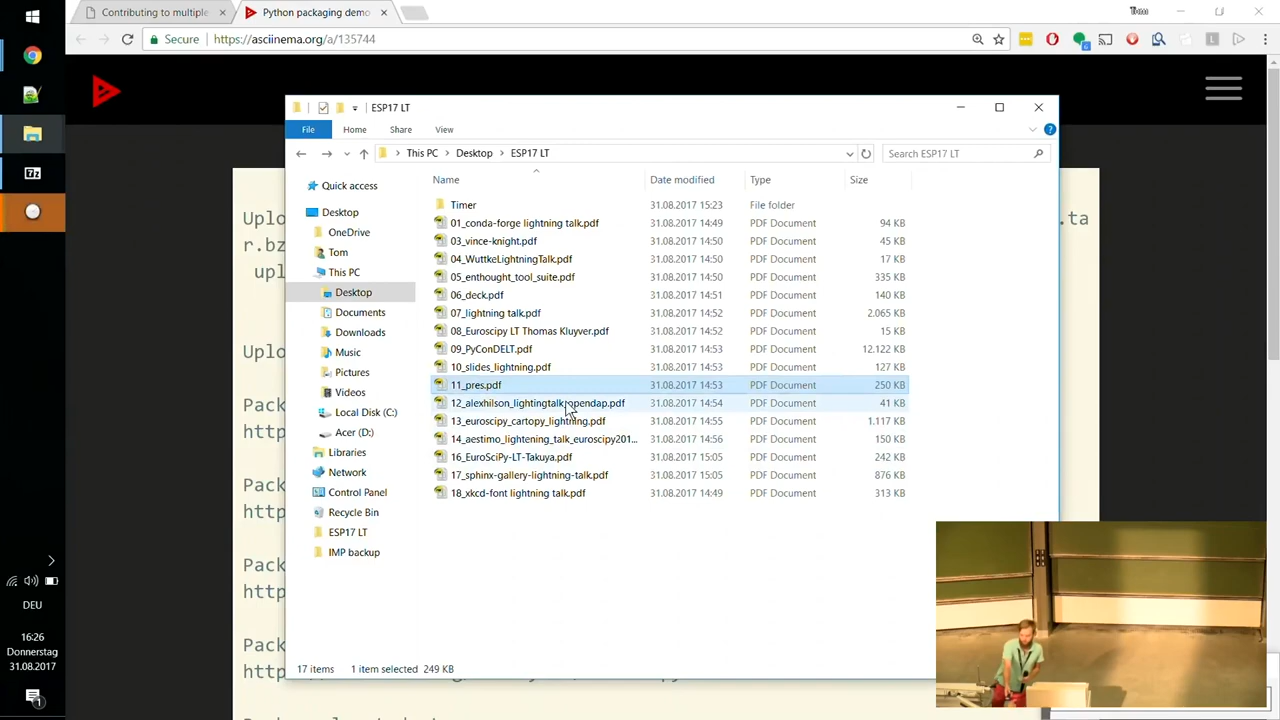 Contributing to multiple
Python packaging demo
Secure
https://asciinema.org/a/135744
ESP17 LT
File
Home
Share
View
This PC
Desktop
ESP17 LT
Search ESP17 LT
Name
Date modified
Type
Size
Quick access
Desktop
OneDrive
Tom
This PC
Desktop
Documents
Downloads
Music
Pictures
Videos
Local Disk (C:)
Acer (D:)
Libraries
Network
Control Panel
Recycle Bin
ESP17 LT
IMP backup
Timer 31.08.2017 15:23 File folder
01_conda-forge lightning talk.pdf 31.08.2017 14:49 PDF Document 94 KB
03_vince-knight.pdf 31.08.2017 14:50 PDF Document 45 KB
04_WuttkeLightningTalk.pdf 31.08.2017 14:50 PDF Document 17 KB
05_enthought_tool_suite.pdf 31.08.2017 14:50 PDF Document 335 KB
06_deck.pdf 31.08.2017 14:51 PDF Document 140 KB
07_lightning talk.pdf 31.08.2017 14:52 PDF Document 2.065 KB
08_Euroscipy LT Thomas Kluyver.pdf 31.08.2017 14:52 PDF Document 15 KB
09_PyConDELT.pdf 31.08.2017 14:53 PDF Document 12.122 KB
10_slides_lightning.pdf 31.08.2017 14:53 PDF Document 127 KB
11_pres.pdf 31.08.2017 14:53 PDF Document 250 KB
12_alexhilson_lightingtalk_opendap.pdf 31.08.2017 14:54 PDF Document 41 KB
13_euroscipy_cartopy_lightning.pdf 31.08.2017 14:55 PDF Document 1.117 KB
14_aestimo_lightening_talk_euroscipy201... 31.08.2017 14:56 PDF Document 150 KB
16_EuroSciPy-LT-Takuya.pdf 31.08.2017 15:05 PDF Document 242 KB
17_sphinx-gallery-lightning-talk.pdf 31.08.2017 15:05 PDF Document 876 KB
18_xkcd-font lightning talk.pdf 31.08.2017 14:49 PDF Document 313 KB
17 items
1 item selected 249 KB
Uplo
.ta
r.bz
upl
Uplo
Pack
http
Pack
http
Pack
http
Pack
http
DEU
16:26
Donnerstag
31.08.2017